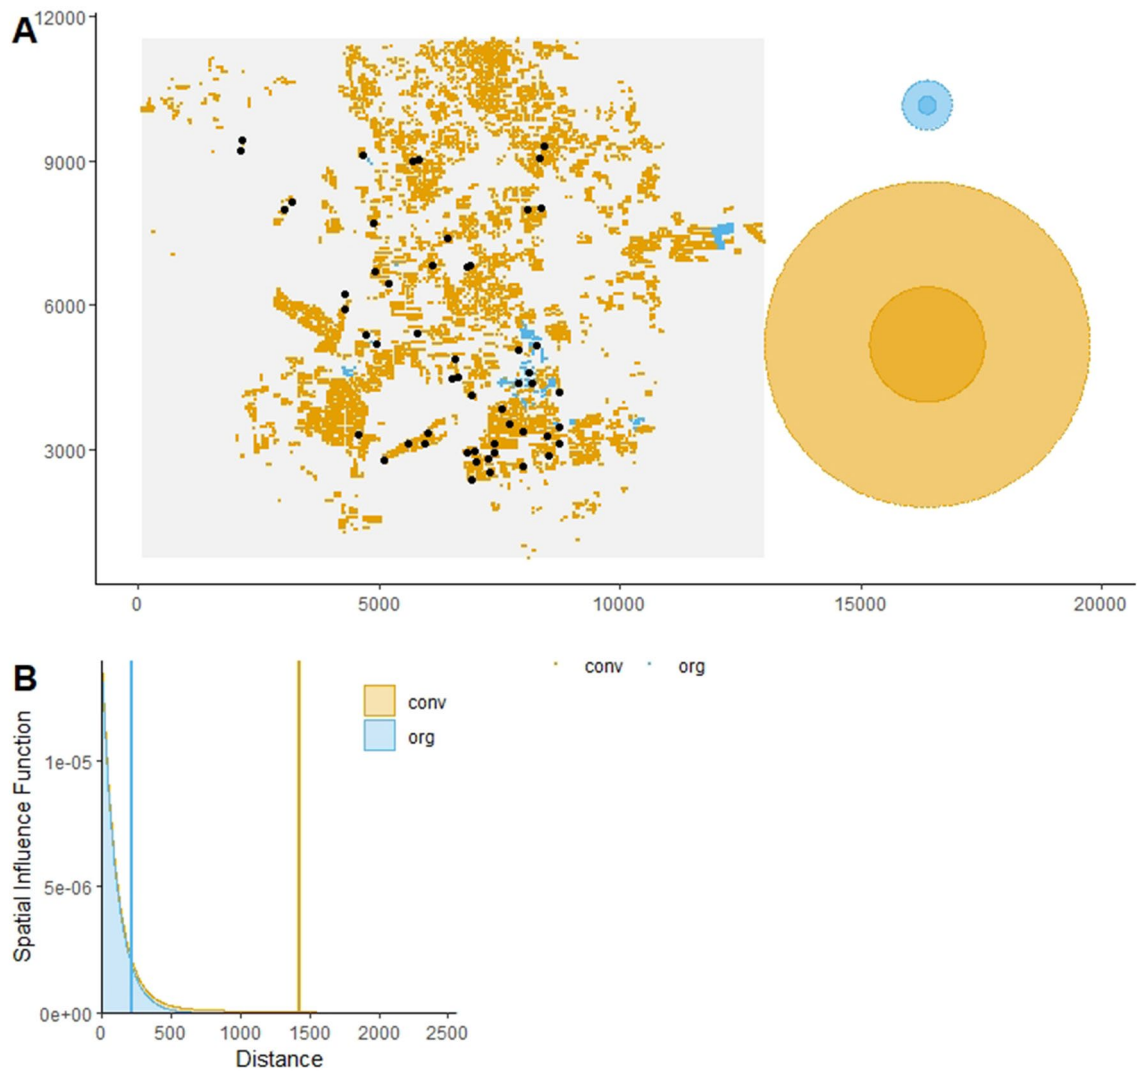 A
12000
9000
6000
3000
0 5000 10000 15000 20000
conv org
B
conv
org
Spatial Influence Function
1e-05
5e-06
0e+00
0 500 1000 1500 2000 2500
Distance